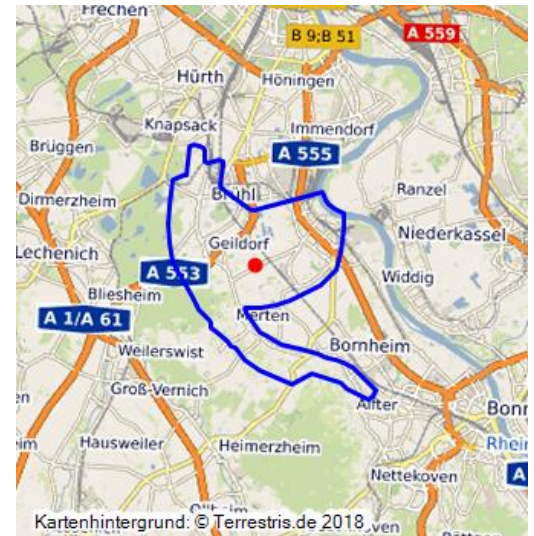 Frechen
B 9;B 51
A 559
Hürth
Höningen
Knapsack
Immendorf
Brüggen
A 555
Dirmerzheim
Brühl
Ranzel
Geildorf
Niederkassel
Lechenich
A 553
Widdig
Bliesheim
A 1/A 61
Merten
Bornheim
Weilerswist
Groß-Vernich
Alfter
Bonn
Hausweiler
Heimerzheim
Nettekoven
A
Kartenhintergrund: © Terrestris.de 2018